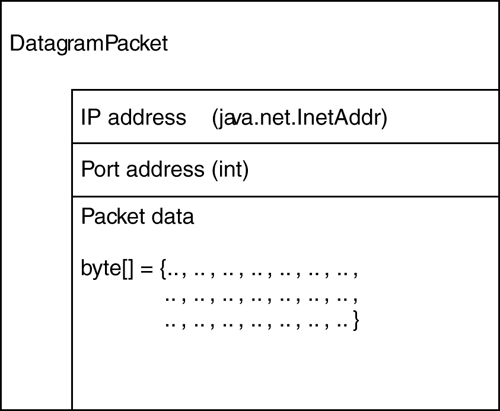 DatagramPacket
IP address (java.net.InetAddr)
Port address (int)
Packet data
byte[] = {.. , .. , .. , .. , .. , .. , .. ,
.. , .. , .. , .. , .. , .. , .. ,
.. , .. , .. , .. , .. , .. , .. }